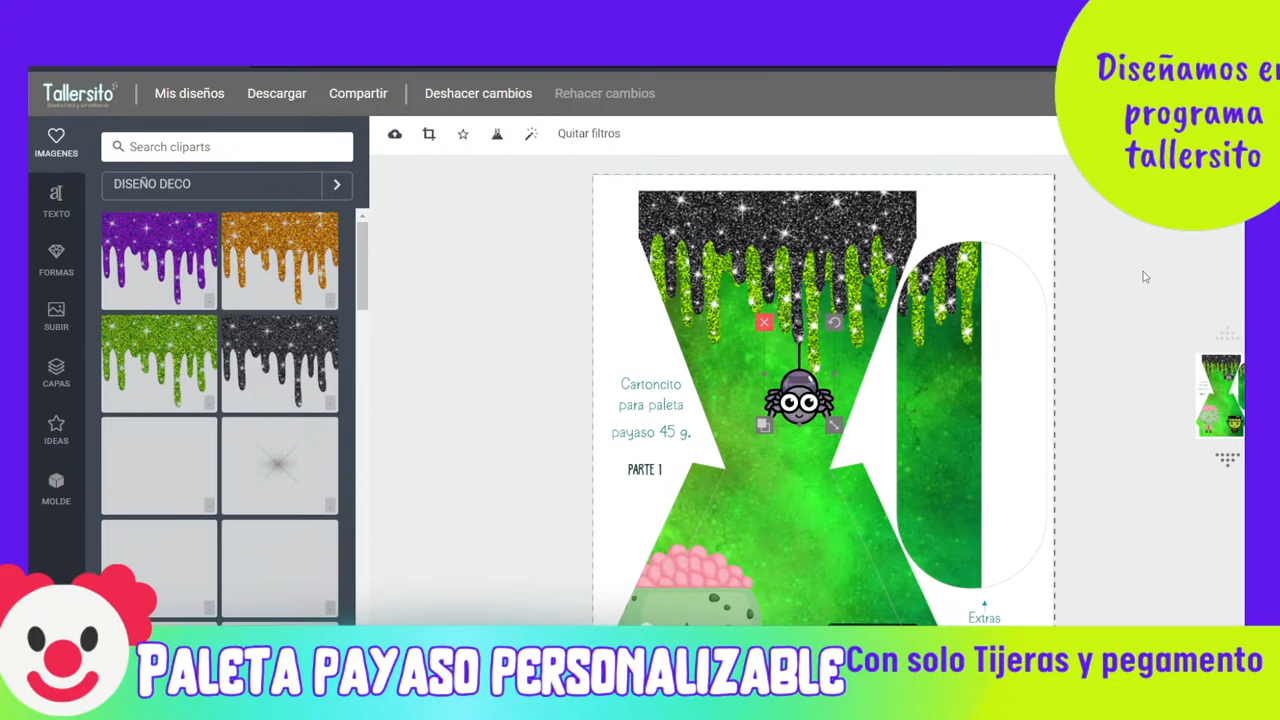 Diseñamos en
programa
tallersito
Tallersito
Mis diseños
Descargar
Compartir
Deshacer cambios
Rehacer cambios
IMAGENES
TEXTO
FORMAS
SUBIR
CAPAS
IDEAS
MOLDE
Search cliparts
DISEÑO DECO
Quitar filtros
Cartoncito
para paleta
payaso 45 g.
PARTE 1
Extras
PALETA PAYASO PERSONALIZABLE
Con solo Tijeras y pegamento